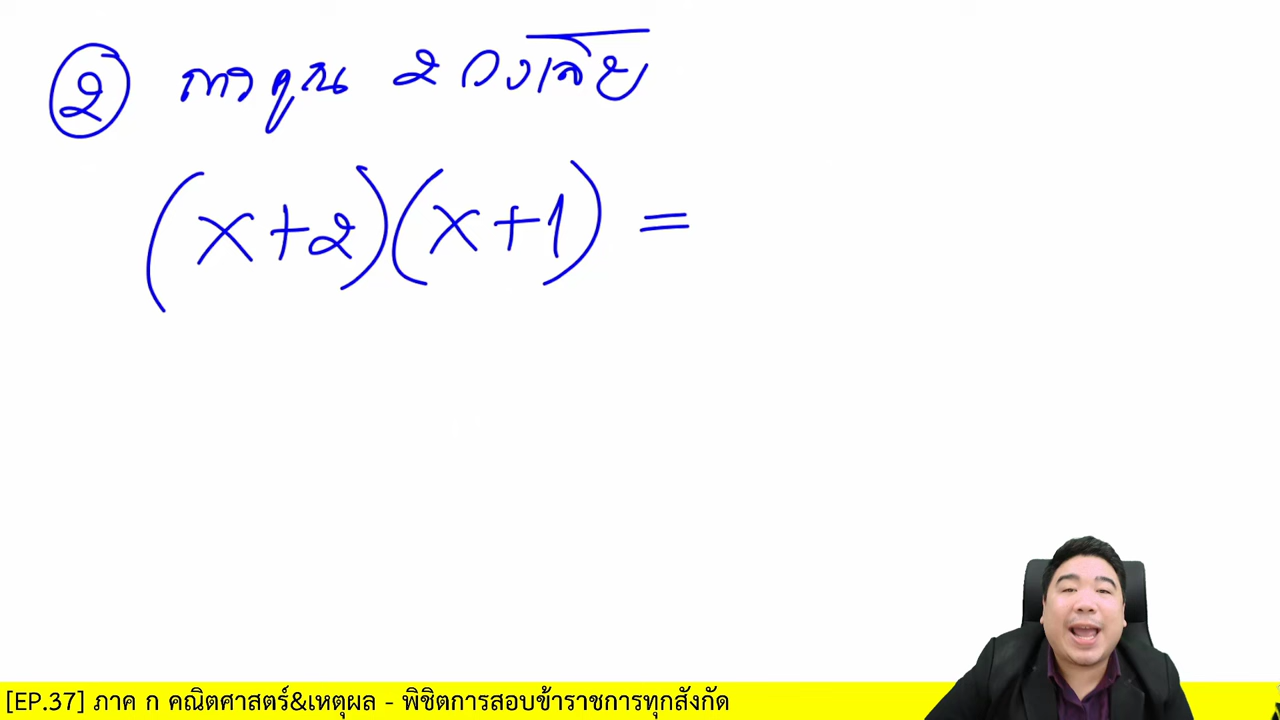 ② การคูณ 2 วงเล็บ
(x+2)(x+1) =
[EP.37] ภาค ก คณิตศาสตร์&เหตุผล - พิชิตการสอบข้าราชการทุกสังกัด